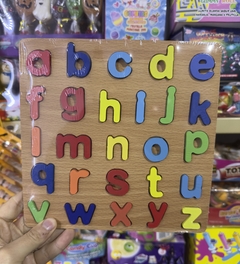 a b c d e
f g h i j k
l m n o p
q r s t u
v w x y z